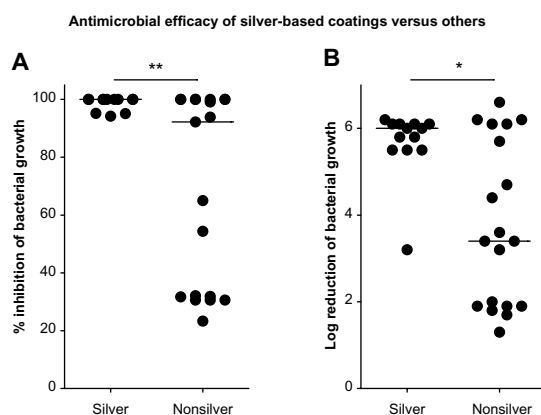 Antimicrobial efficacy of silver-based coatings versus others
A
**
% inhibition of bacterial growth
100
80
60
40
20
0
Silver
Nonsilver
B
*
Log reduction of bacterial growth
6
4
2
0
Silver
Nonsilver